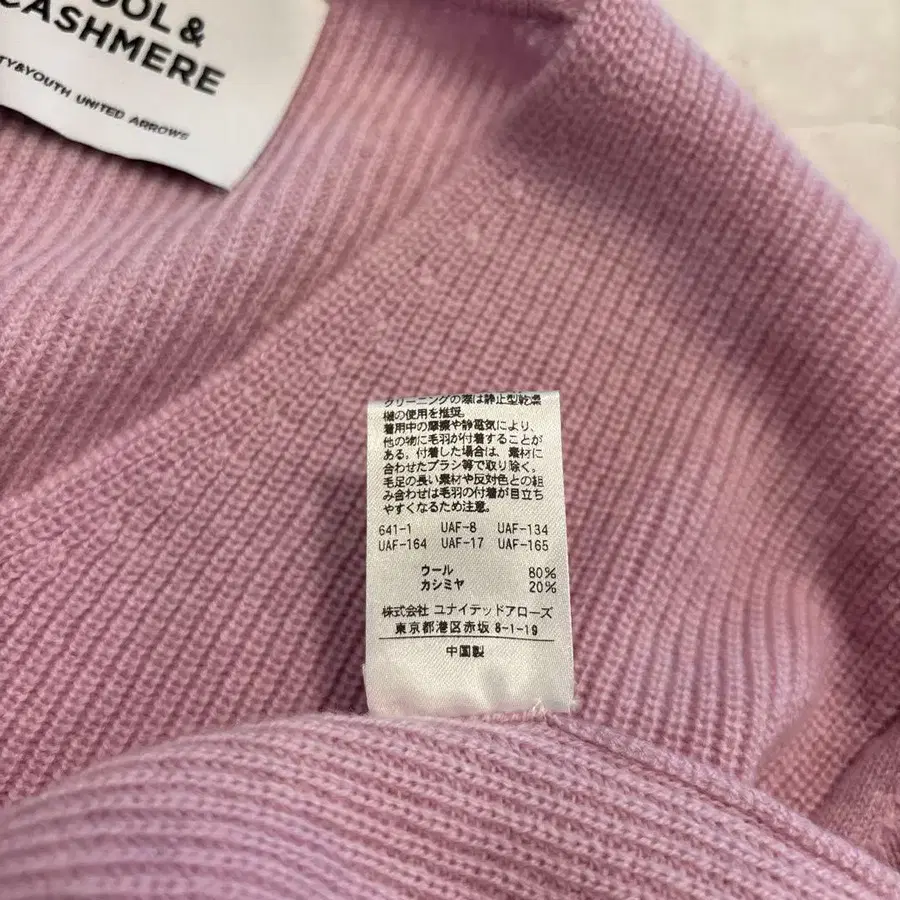 OOL &
CASHMERE
TY&YOUTH UNITED ARROWS
クリーニングの際は静止型乾燥
機の使用を推奨。
着用中の摩擦や静電気により、
他の物に毛羽が付着することが
ある。付着した場合は、素材に
合わせたブラシ等で取り除く。
毛足の長い素材や反対色との組
み合わせは毛羽の付着が目立ち
やすくなるため注意。
641-1 UAF-8 UAF-134
UAF-164 UAF-17 UAF-165
ウール 80%
カシミヤ 20%
株式会社 ユナイテッドアローズ
東京都港区赤坂 8-1-19
中国製